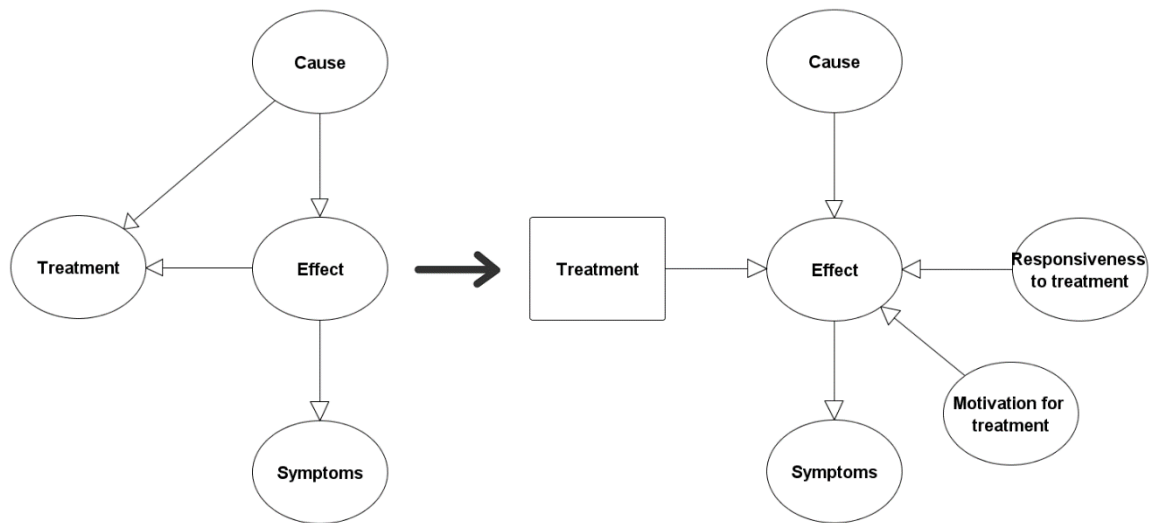 Cause
Treatment
Effect
Symptoms
Cause
Treatment
Effect
Responsiveness
to treatment
Motivation for
treatment
Symptoms